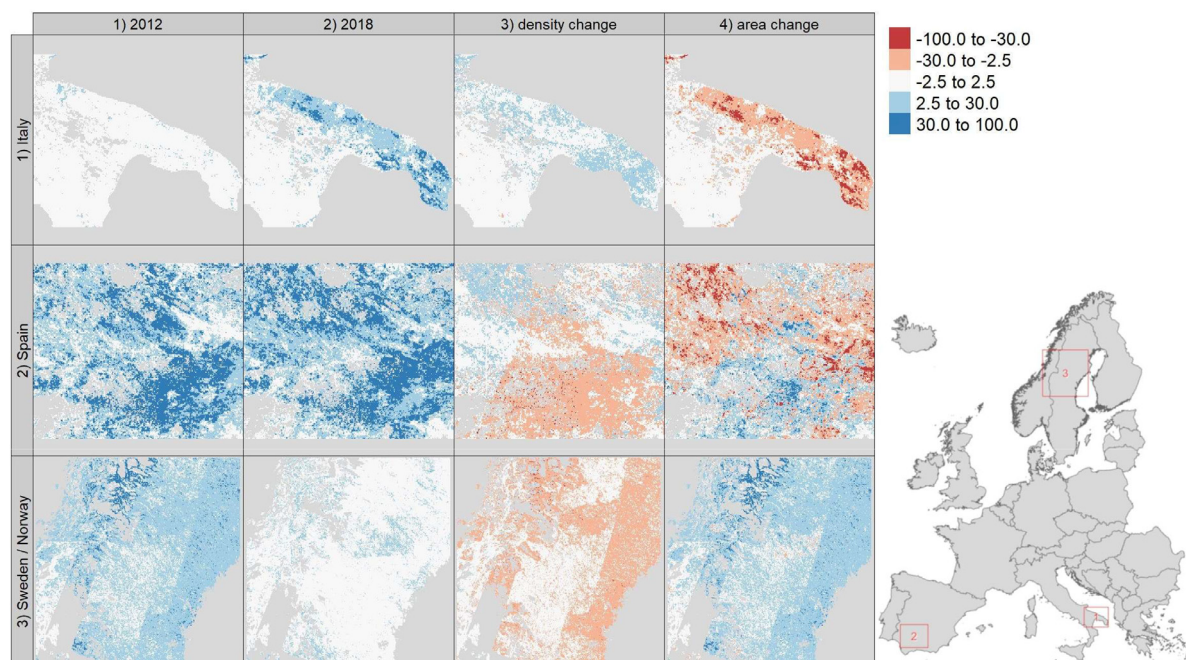 1) 2012
2) 2018
3) density change
4) area change
-100.0 to -30.0
-30.0 to -2.5
-2.5 to 2.5
2.5 to 30.0
30.0 to 100.0
1) Italy
2) Spain
3) Sweden / Norway
3
1
2